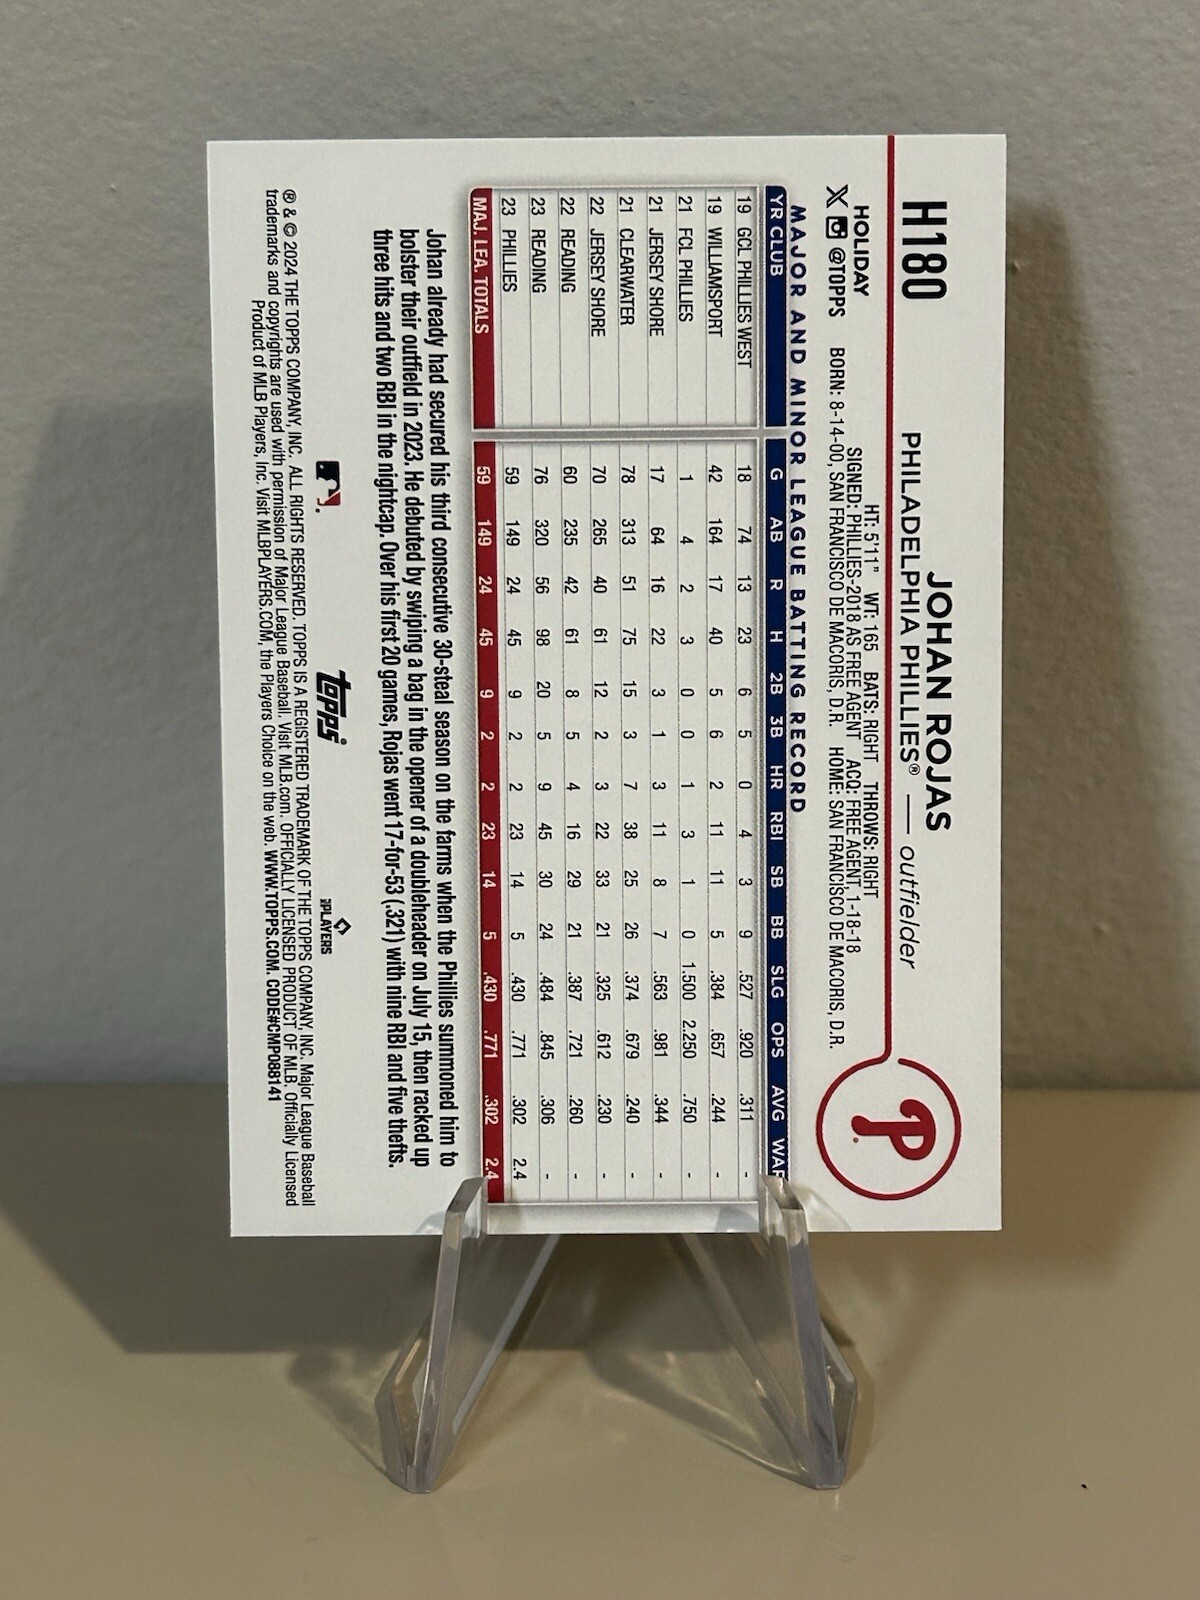 H180
JOHAN ROJAS
PHILADELPHIA PHILLIES® — outfielder
P
HOLIDAY
X @TOPPS
HT: 5'11" WT: 165 BATS: RIGHT THROWS: RIGHT
SIGNED: PHILLIES-2018 AS FREE AGENT ACQ: FREE AGENT, 1-18-18
BORN: 8-14-00, SAN FRANCISCO DE MACORIS, D.R. HOME: SAN FRANCISCO DE MACORIS, D.R.
MAJOR AND MINOR LEAGUE BATTING RECORD
YR CLUB G AB R H 2B 3B HR RBI SB BB SLG OPS AVG WAR
19 GCL PHILLIES WEST 18 74 13 23 6 5 0 4 3 9 .527 .920 .311 -
19 WILLIAMSPORT 42 164 17 40 5 6 2 11 11 5 .384 .657 .244 -
21 FCL PHILLIES 1 4 2 3 0 0 1 3 1 0 1.500 2.250 .750 -
21 JERSEY SHORE 17 64 16 22 3 1 3 11 8 7 .563 .981 .344 -
21 CLEARWATER 78 313 51 75 15 3 7 38 25 26 .374 .679 .240 -
22 JERSEY SHORE 70 265 40 61 12 2 3 22 33 21 .325 .612 .230 -
22 READING 60 235 42 61 8 5 4 16 29 21 .387 .721 .260 -
23 READING 76 320 56 98 20 5 9 45 30 24 .484 .845 .306 -
23 PHILLIES 59 149 24 45 9 2 2 23 14 5 .430 .771 .302 2.4
MAJ. LEA. TOTALS 59 149 24 45 9 2 2 23 14 5 .430 .771 .302 2.4
Johan already had secured his third consecutive 30-steal season on the farms when the Phillies summoned him to
bolster their outfield in 2023. He debuted by swiping a bag in the opener of a doubleheader on July 15, then racked up
three hits and two RBI in the nightcap. Over his first 20 games, Rojas went 17-for-53 (.321) with nine RBI and five thefts.
topps
PLAYERS
® & © 2024 THE TOPPS COMPANY, INC. ALL RIGHTS RESERVED. TOPPS IS A REGISTERED TRADEMARK OF THE TOPPS COMPANY, INC. Major League Baseball
trademarks and copyrights are used with permission of Major League Baseball. Visit MLB.com. OFFICIALLY LICENSED PRODUCT OF MLB. Officially Licensed
Product of MLB Players, Inc. Visit MLBPLAYERS.COM, the Players Choice on the web. WWW.TOPPS.COM. CODE#CMP088141